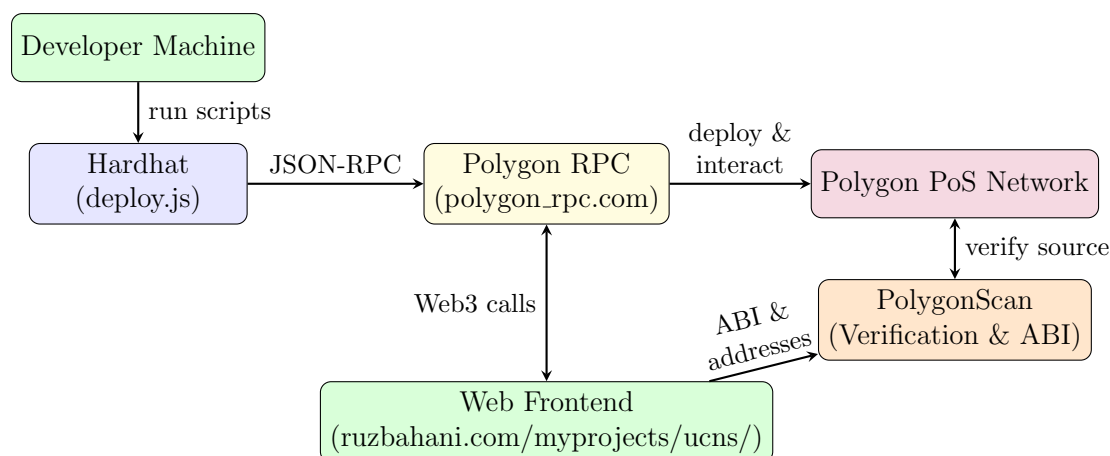 Developer Machine
run scripts
Hardhat
(deploy.js)
JSON-RPC
Polygon RPC
(polygon_rpc.com)
deploy &
interact
Polygon PoS Network
verify source
Web3 calls
ABI &
addresses
PolygonScan
(Verification & ABI)
Web Frontend
(ruzbahani.com/myprojects/ucns/)